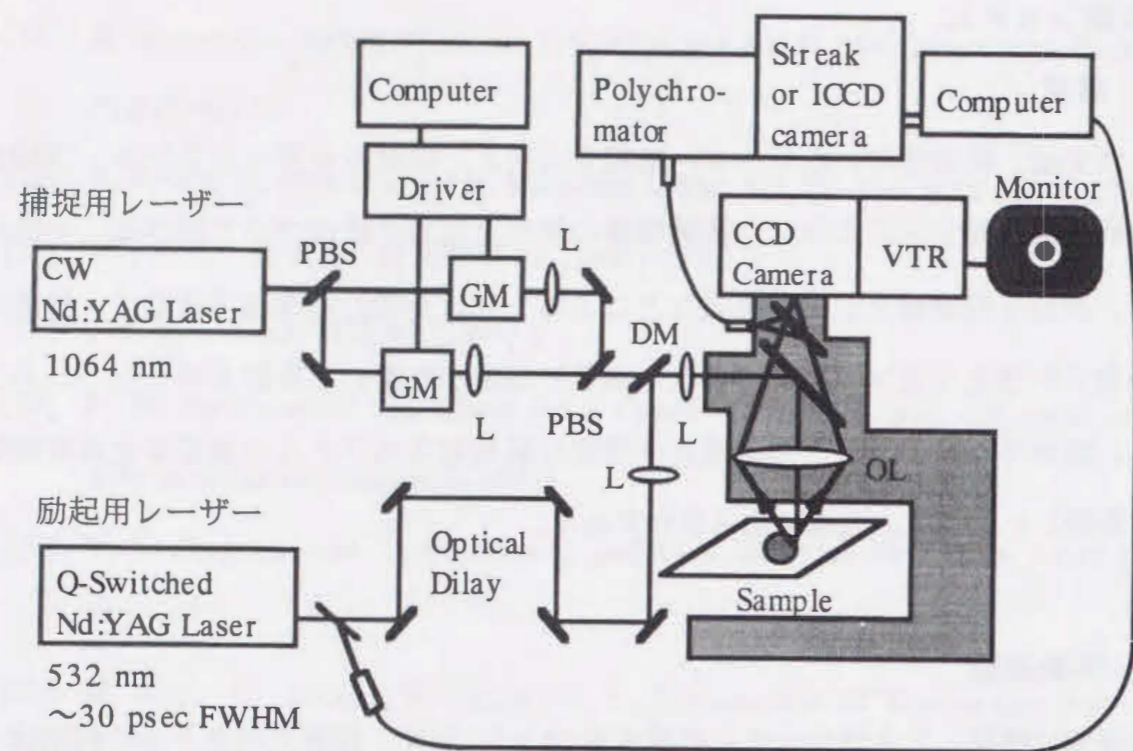 Computer
Streak
or ICCD
camera
Polychro-
mator
Computer
Driver
Monitor
捕捉用レーザー
CCD
Camera
VTR
PBS
L
CW
Nd:YAG Laser
GM
1064 nm
DM
GM
L
PBS
L
L
OL
励起用レーザー
Optical
Dilay
Q-Switched
Nd:YAG Laser
Sample
532 nm
～30 psec FWHM